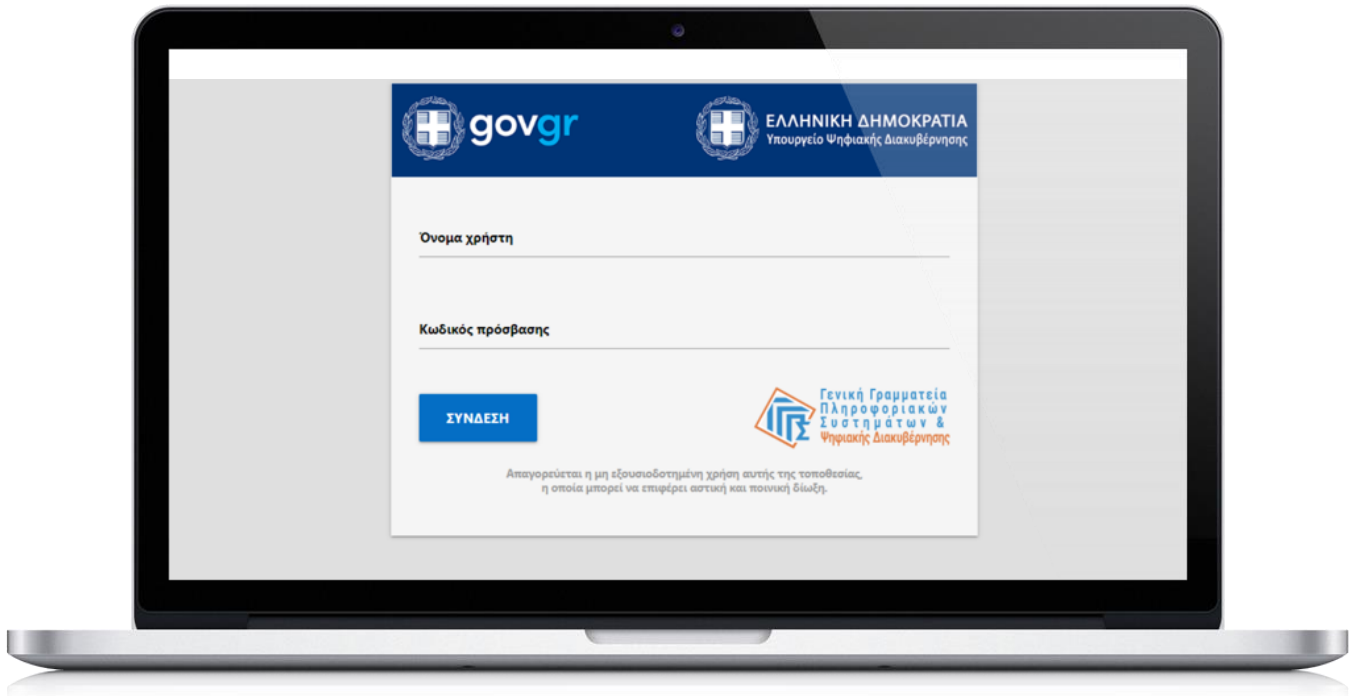 govgr
ΕΛΛΗΝΙΚΗ ΔΗΜΟΚΡΑΤΙΑ
Υπουργείο Ψηφιακής Διακυβέρνησης
Όνομα χρήστη
Κωδικός πρόσβασης
ΣΥΝΔΕΣΗ
Γενική Γραμματεία
Πληροφοριακών
Συστημάτων &
Ψηφιακής Διακυβέρνησης
Απαγορεύεται η μη εξουσιοδοτημένη χρήση αυτής της τοποθεσίας,
η οποία μπορεί να επιφέρει αστική και ποινική δίωξη.